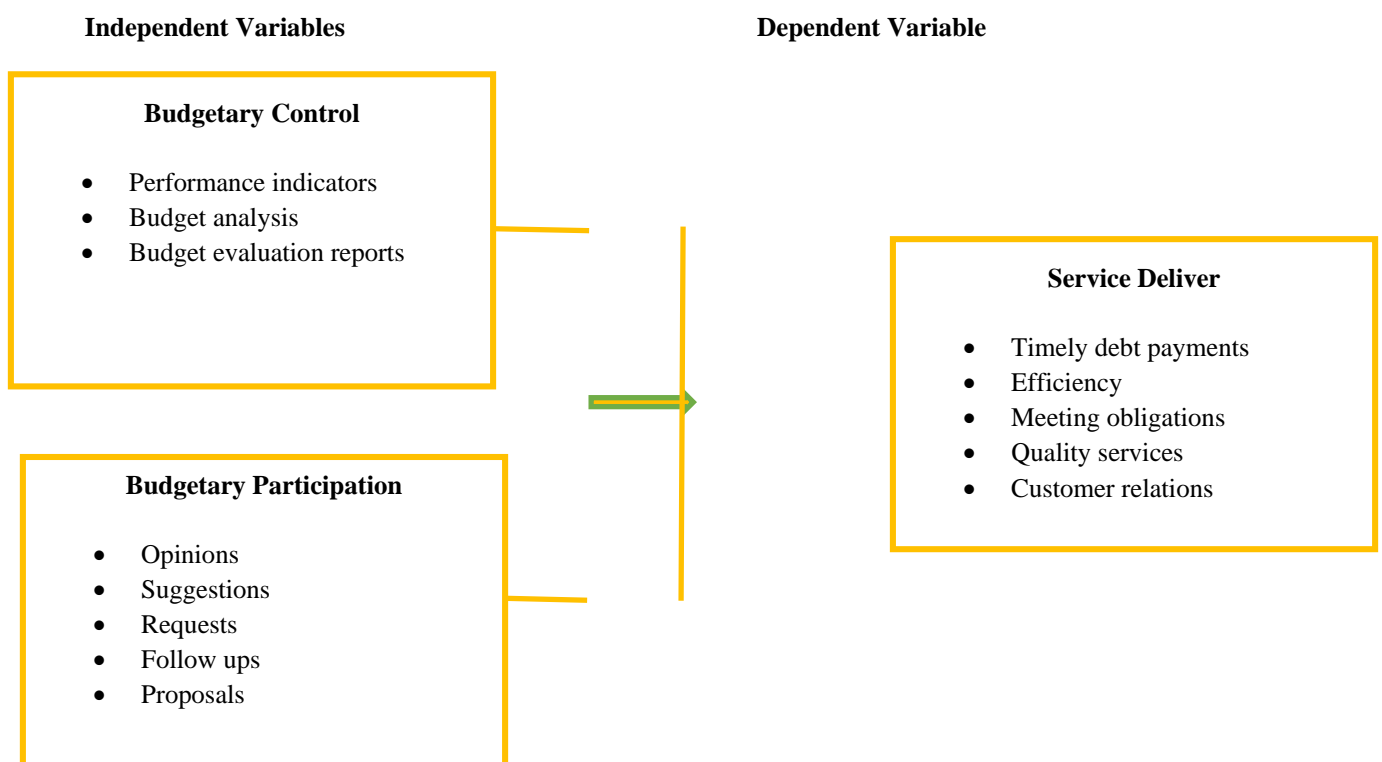 Independent Variables
Dependent Variable
Budgetary Control
• Performance indicators
• Budget analysis
• Budget evaluation reports
Service Deliver
• Timely debt payments
• Efficiency
• Meeting obligations
• Quality services
• Customer relations
Budgetary Participation
• Opinions
• Suggestions
• Requests
• Follow ups
• Proposals